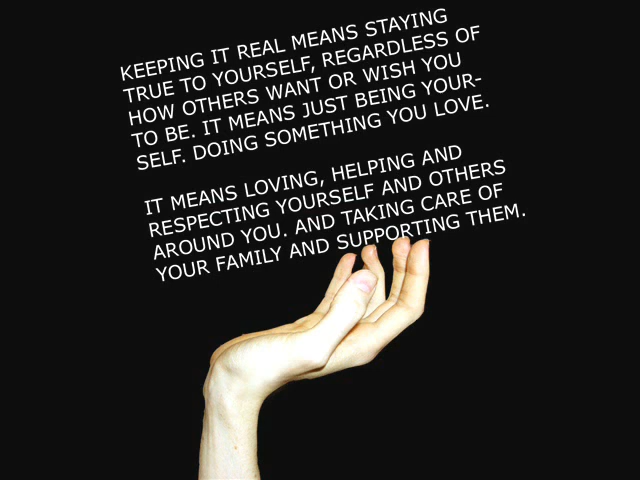 KEEPING IT REAL MEANS STAYING
TRUE TO YOURSELF, REGARDLESS OF
HOW OTHERS WANT OR WISH YOU
TO BE. IT MEANS JUST BEING YOUR-
SELF. DOING SOMETHING YOU LOVE.
IT MEANS LOVING, HELPING AND
RESPECTING YOURSELF AND OTHERS
AROUND YOU. AND TAKING CARE OF
YOUR FAMILY AND SUPPORTING THEM.